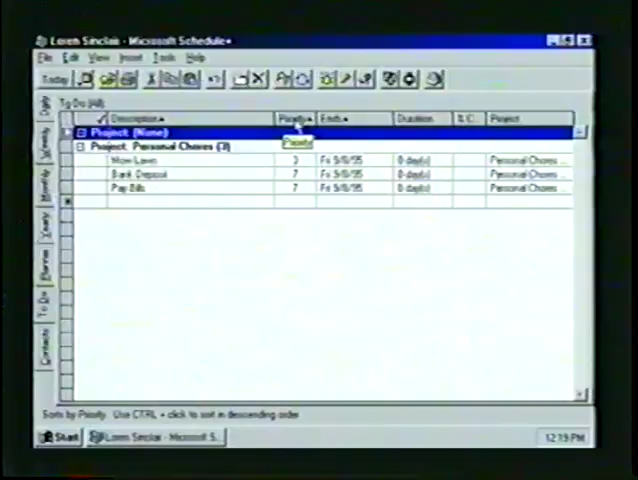 Loren Sinclair - Microsoft Schedule+
File Edit View Insert Tools Help
Today
Daily
Weekly
Monthly
Yearly
Planner
To Do
Contacts
To Do (All)
Description Priority Ends Duration % C... Project
Project: (None)
Priority
Project: Personal Chores (3)
Mow Lawn 3 Fri 9/8/95 0 day(s) Personal Chores ...
Bank Deposit 7 Fri 9/8/95 0 day(s) Personal Chores ...
Pay Bills 7 Fri 9/8/95 0 day(s) Personal Chores ...
Sorts by Priority. Use CTRL + click to sort in descending order
Start Loren Sinclair - Microsoft S... 12:19 PM